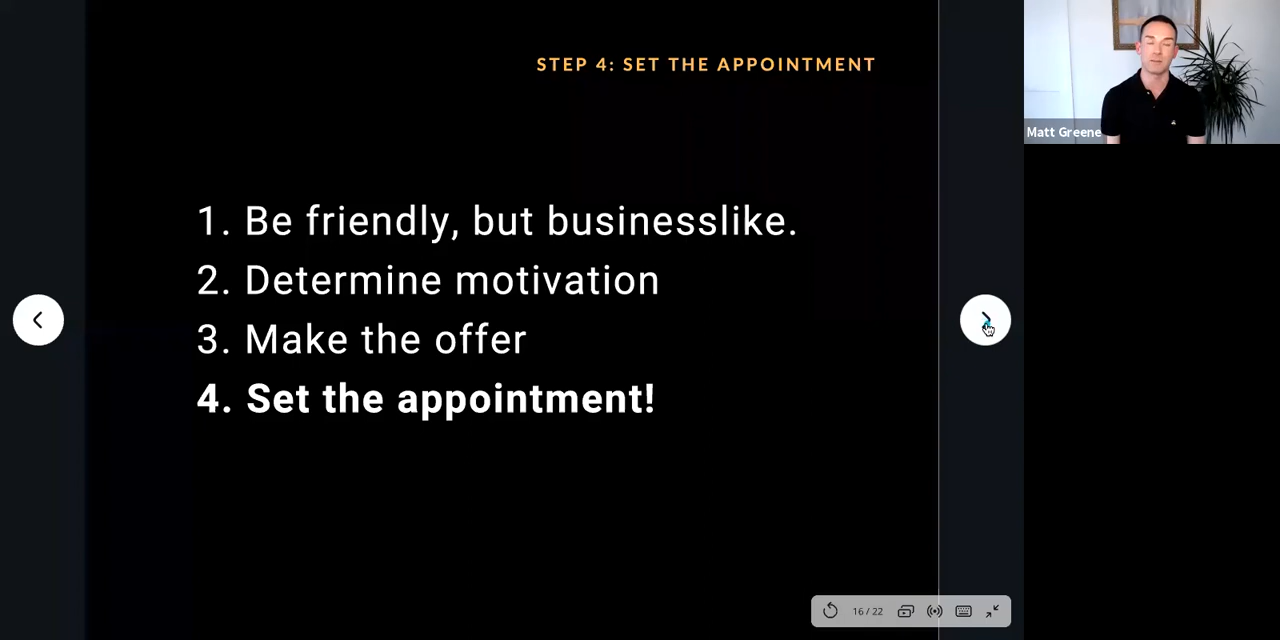 STEP 4: SET THE APPOINTMENT
Matt Greene
1. Be friendly, but businesslike.
2. Determine motivation
3. Make the offer
4. Set the appointment!
16 / 22